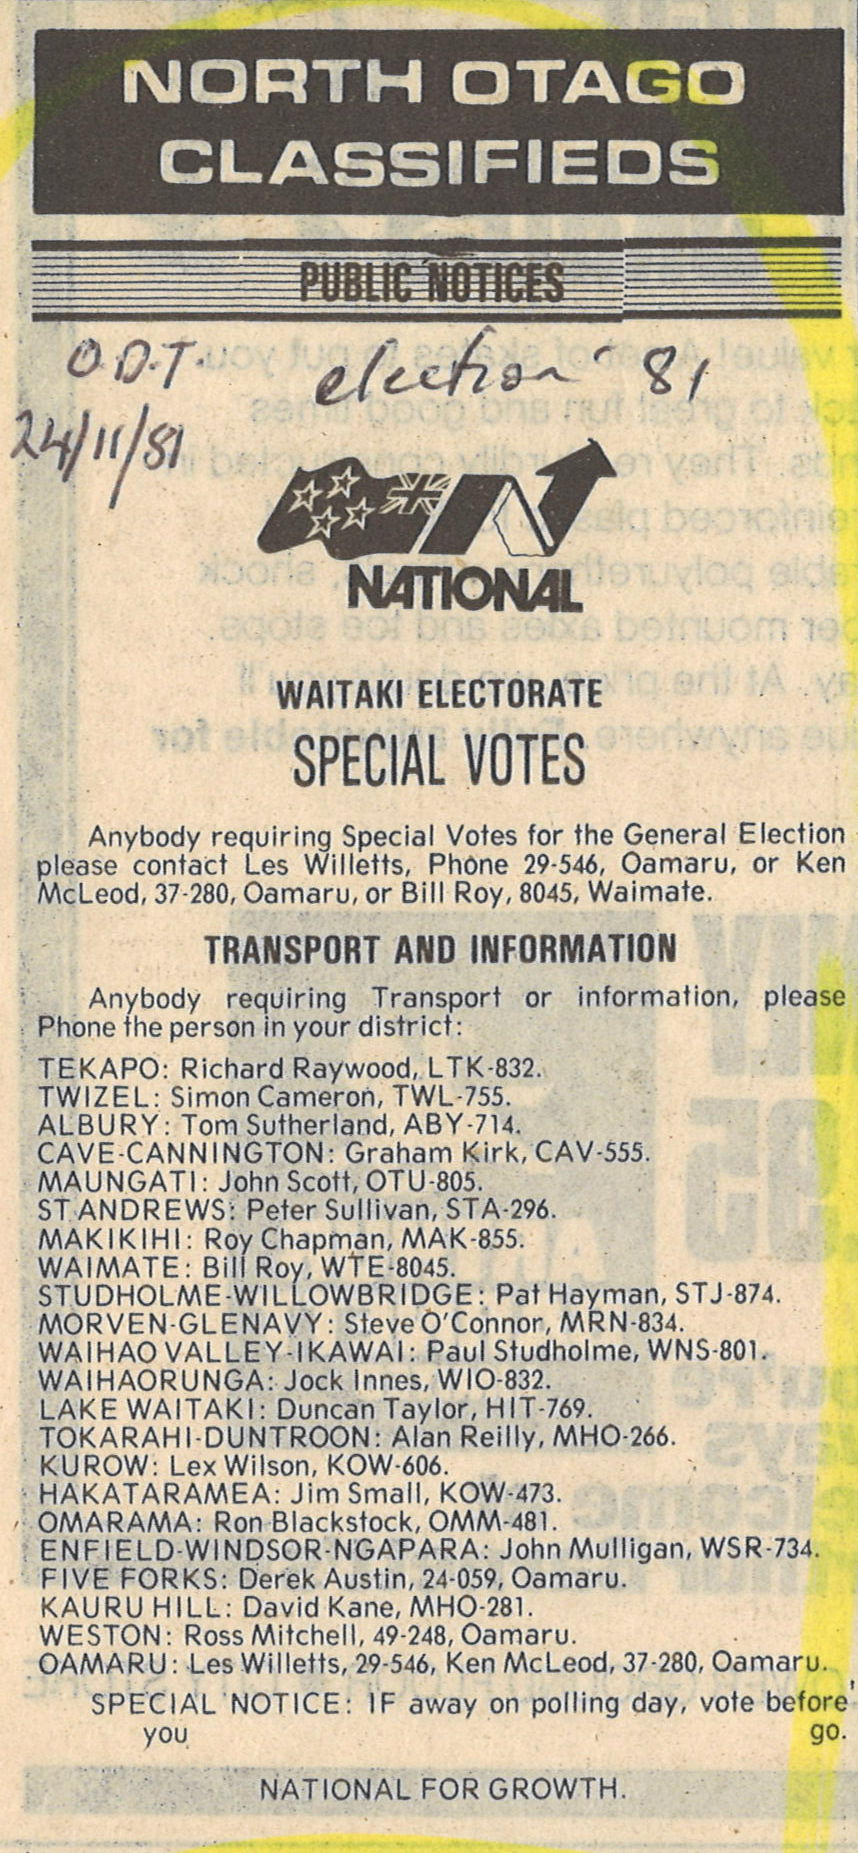 NORTH OTAGO
CLASSIFIEDS
PUBLIC NOTICES
O.D.T. election '81
24/11/81
NATIONAL
WAITAKI ELECTORATE
SPECIAL VOTES
Anybody requiring Special Votes for the General Election
please contact Les Willetts, Phone 29-546, Oamaru, or Ken
McLeod, 37-280, Oamaru, or Bill Roy, 8045, Waimate.
TRANSPORT AND INFORMATION
Anybody requiring Transport or information, please
Phone the person in your district:
TEKAPO: Richard Raywood, LTK-832.
TWIZEL: Simon Cameron, TWL-755.
ALBURY: Tom Sutherland, ABY-714.
CAVE-CANNINGTON: Graham Kirk, CAV-555.
MAUNGATI: John Scott, OTU-805.
ST ANDREWS: Peter Sullivan, STA-296.
MAKIKIHI: Roy Chapman, MAK-855.
WAIMATE: Bill Roy, WTE-8045.
STUDHOLME-WILLOWBRIDGE: Pat Hayman, STJ-874.
MORVEN-GLENAVY: Steve O'Connor, MRN-834.
WAIHAO VALLEY-IKAWAI: Paul Studholme, WNS-801.
WAIHAORUNGA: Jock Innes, WIO-832.
LAKE WAITAKI: Duncan Taylor, HIT-769.
TOKARAHI-DUNTROON: Alan Reilly, MHO-266.
KUROW: Lex Wilson, KOW-606.
HAKATARAMEA: Jim Small, KOW-473.
OMARAMA: Ron Blackstock, OMM-481.
ENFIELD-WINDSOR-NGAPARA: John Mulligan, WSR-734.
FIVE FORKS: Derek Austin, 24-059, Oamaru.
KAURU HILL: David Kane, MHO-281.
WESTON: Ross Mitchell, 49-248, Oamaru.
OAMARU: Les Willetts, 29-546, Ken McLeod, 37-280, Oamaru.
SPECIAL NOTICE: IF away on polling day, vote before
you go.
NATIONAL FOR GROWTH.